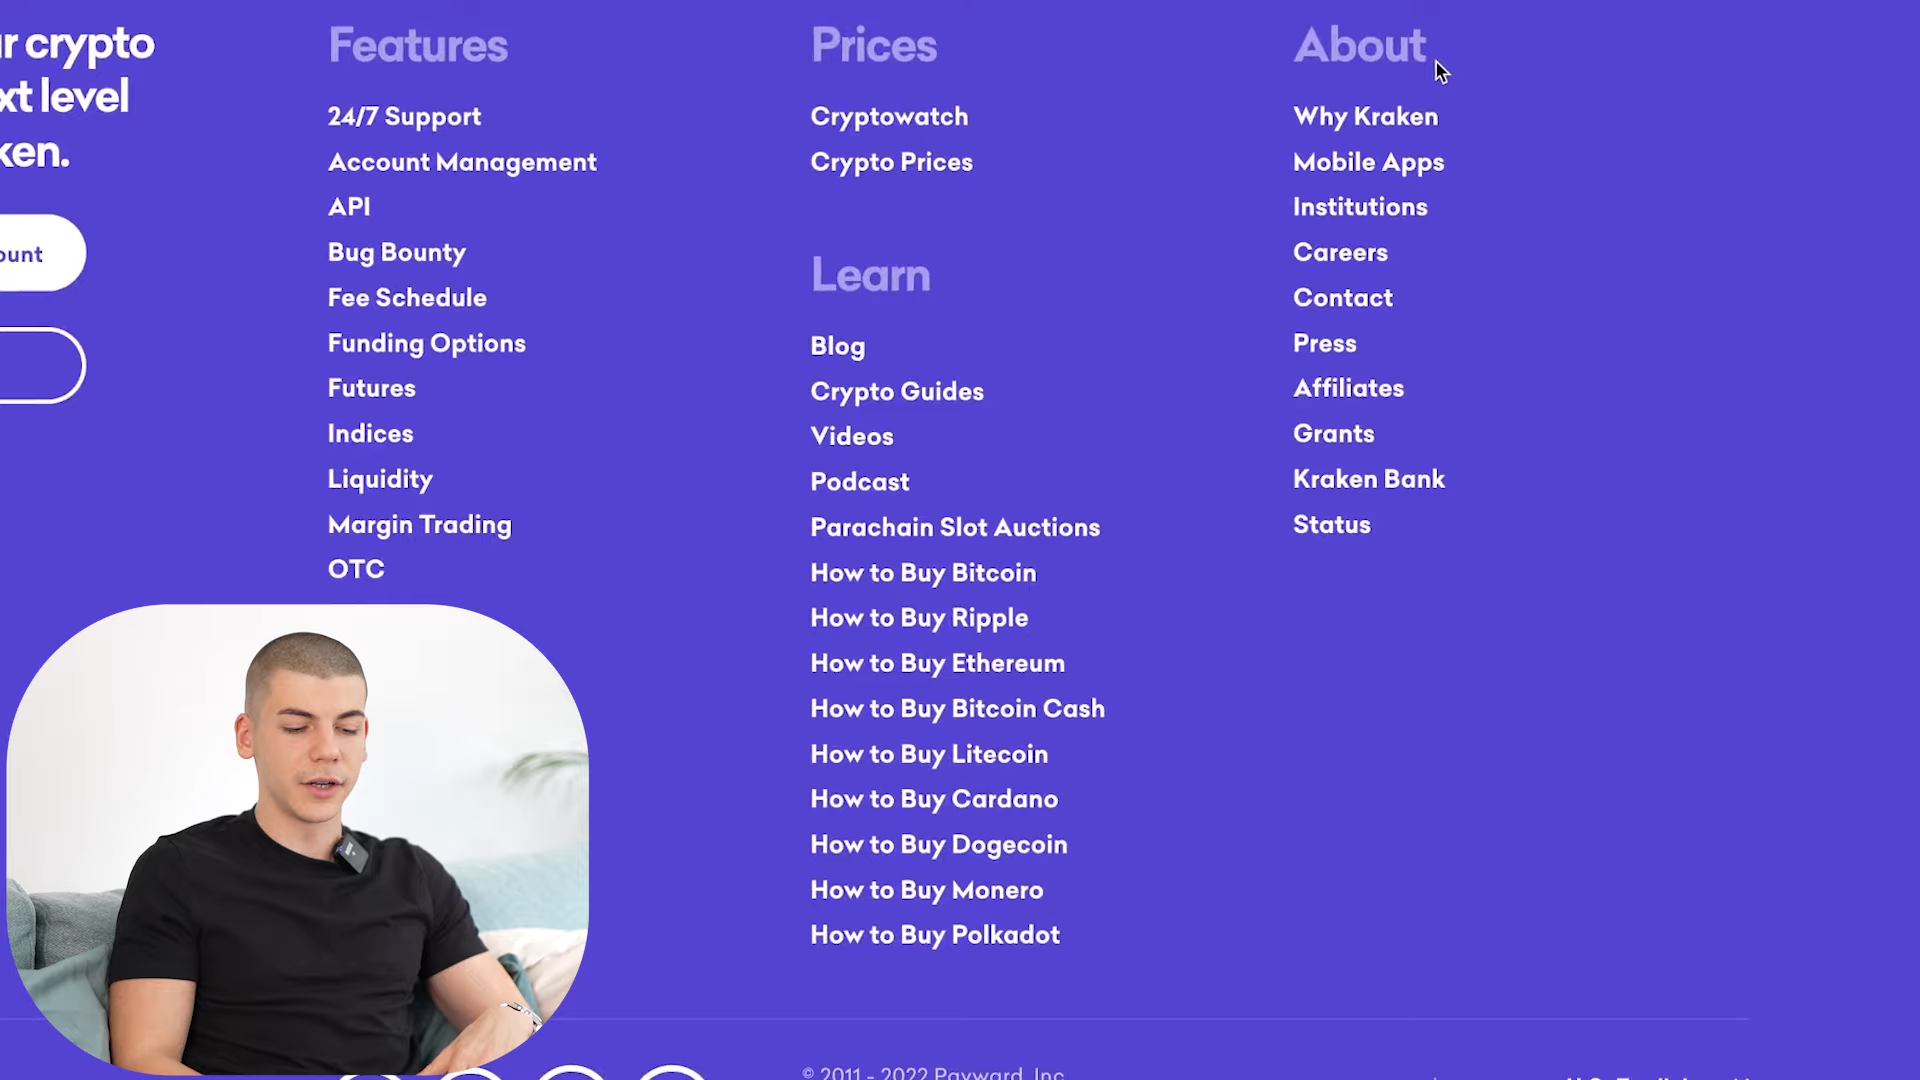 r crypto
xt level
ken.
ount
Features
24/7 Support
Account Management
API
Bug Bounty
Fee Schedule
Funding Options
Futures
Indices
Liquidity
Margin Trading
OTC
Prices
Cryptowatch
Crypto Prices
Learn
Blog
Crypto Guides
Videos
Podcast
Parachain Slot Auctions
How to Buy Bitcoin
How to Buy Ripple
How to Buy Ethereum
How to Buy Bitcoin Cash
How to Buy Litecoin
How to Buy Cardano
How to Buy Dogecoin
How to Buy Monero
How to Buy Polkadot
About
Why Kraken
Mobile Apps
Institutions
Careers
Contact
Press
Affiliates
Grants
Kraken Bank
Status
© 2011 - 2022 Payward, Inc.